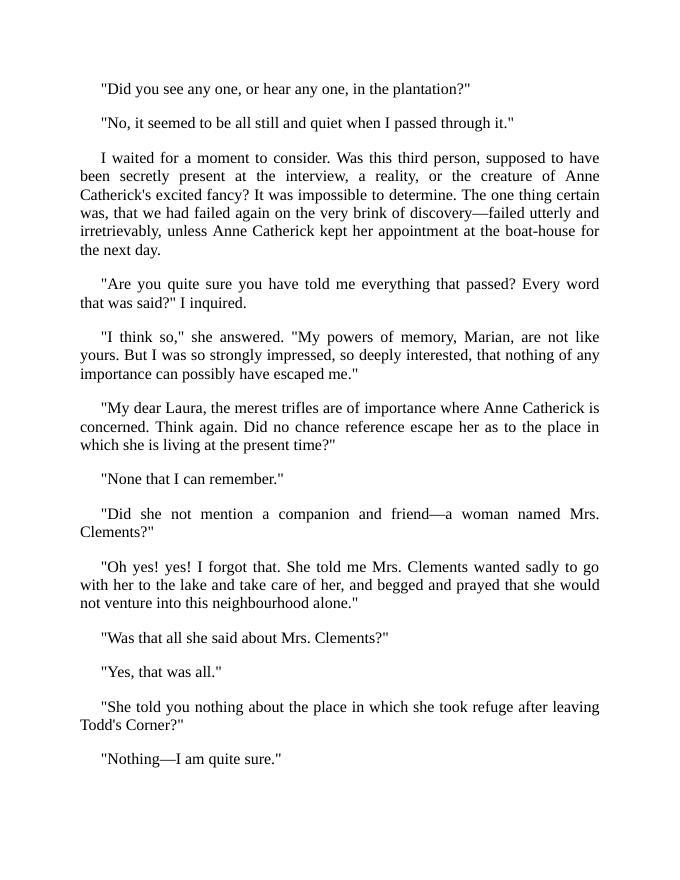 "Did you see any one, or hear any one, in the plantation?"
"No, it seemed to be all still and quiet when I passed through it."
I waited for a moment to consider. Was this third person, supposed to have
been secretly present at the interview, a reality, or the creature of Anne
Catherick's excited fancy? It was impossible to determine. The one thing certain
was, that we had failed again on the very brink of discovery—failed utterly and
irretrievably, unless Anne Catherick kept her appointment at the boat-house for
the next day.
"Are you quite sure you have told me everything that passed? Every word
that was said?" I inquired.
"I think so," she answered. "My powers of memory, Marian, are not like
yours. But I was so strongly impressed, so deeply interested, that nothing of any
importance can possibly have escaped me."
"My dear Laura, the merest trifles are of importance where Anne Catherick is
concerned. Think again. Did no chance reference escape her as to the place in
which she is living at the present time?"
"None that I can remember."
"Did she not mention a companion and friend—a woman named Mrs.
Clements?"
"Oh yes! yes! I forgot that. She told me Mrs. Clements wanted sadly to go
with her to the lake and take care of her, and begged and prayed that she would
not venture into this neighbourhood alone."
"Was that all she said about Mrs. Clements?"
"Yes, that was all."
"She told you nothing about the place in which she took refuge after leaving
Todd's Corner?"
"Nothing—I am quite sure."